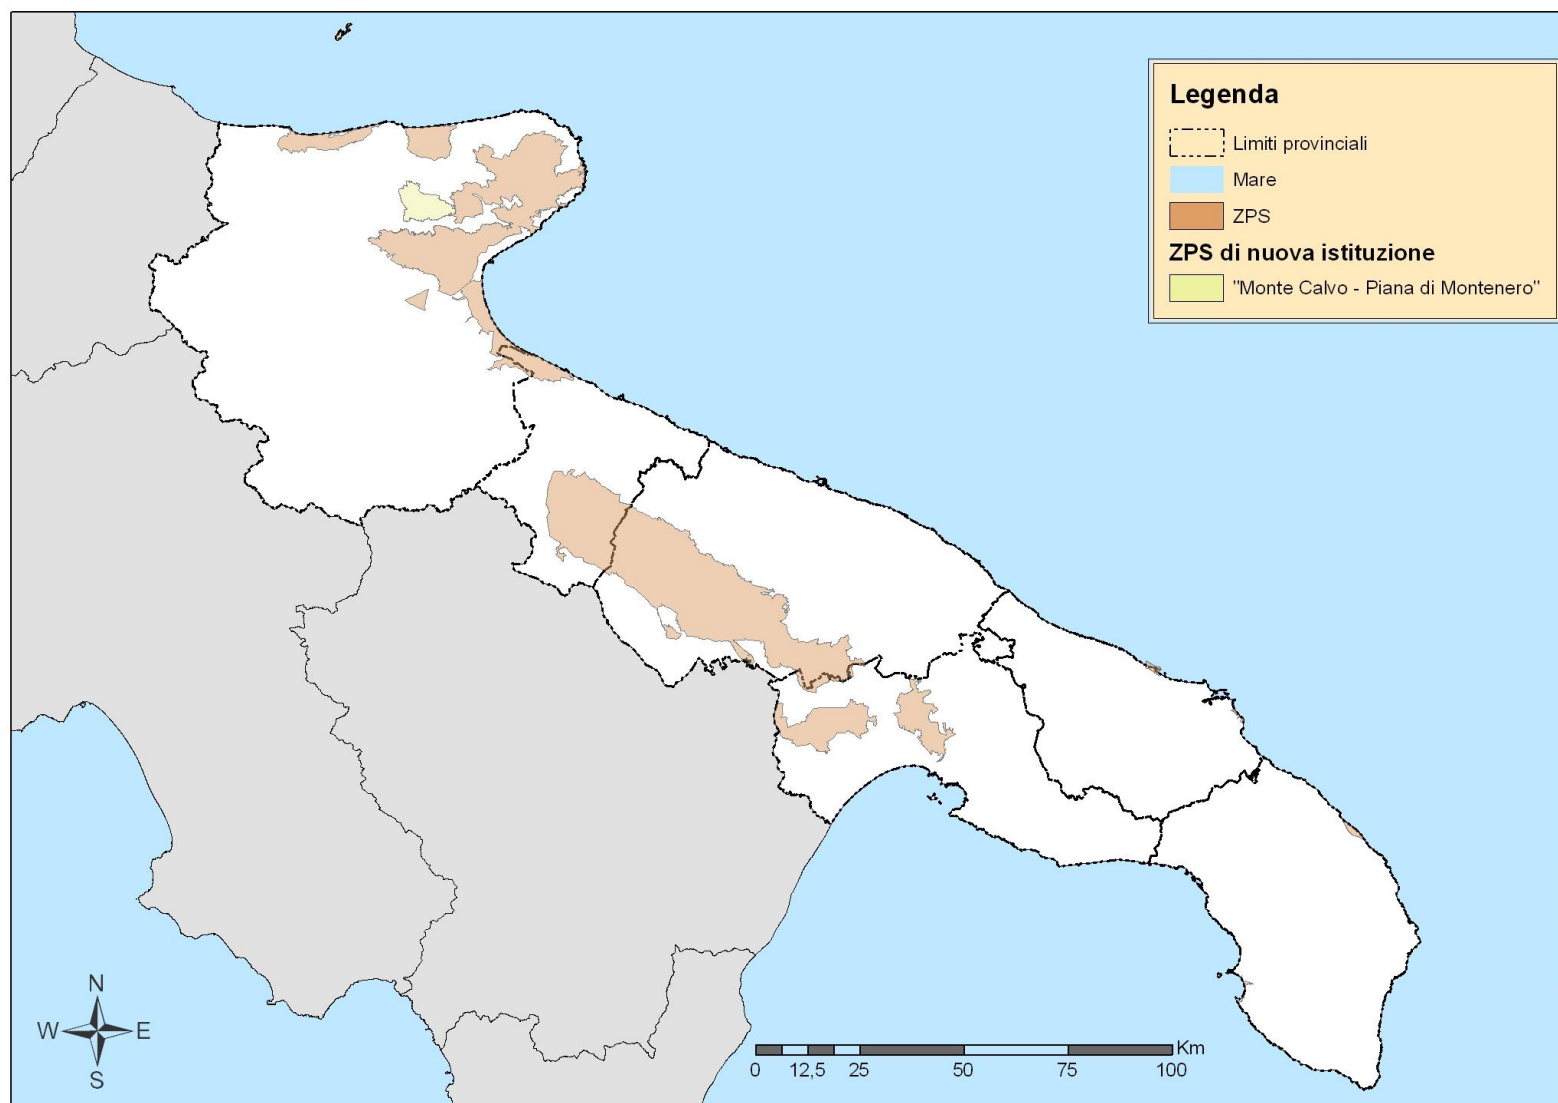 Legenda
Limiti provinciali
Mare
ZPS
ZPS di nuova istituzione
"Monte Calvo - Piana di Montenero"
N
W E
S
Km
0 12,5 25 50 75 100